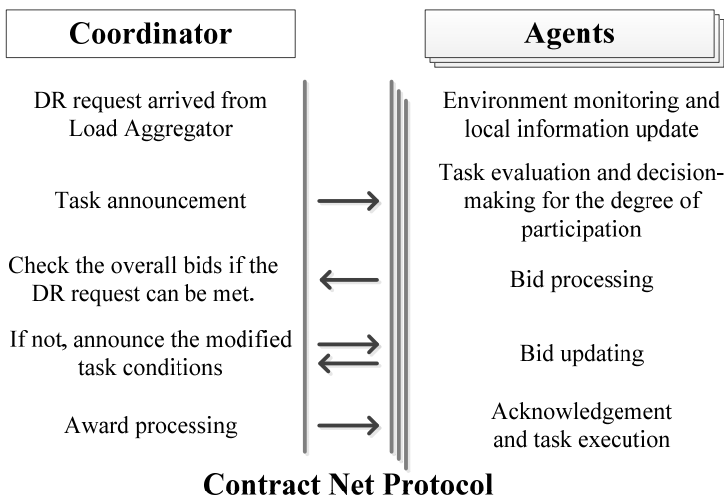 Coordinator
Agents
DR request arrived from
Load Aggregator
Environment monitoring and
local information update
Task announcement
Task evaluation and decision-
making for the degree of
participation
Check the overall bids if the
DR request can be met.
Bid processing
If not, announce the modified
task conditions
Bid updating
Award processing
Acknowledgement
and task execution
Contract Net Protocol